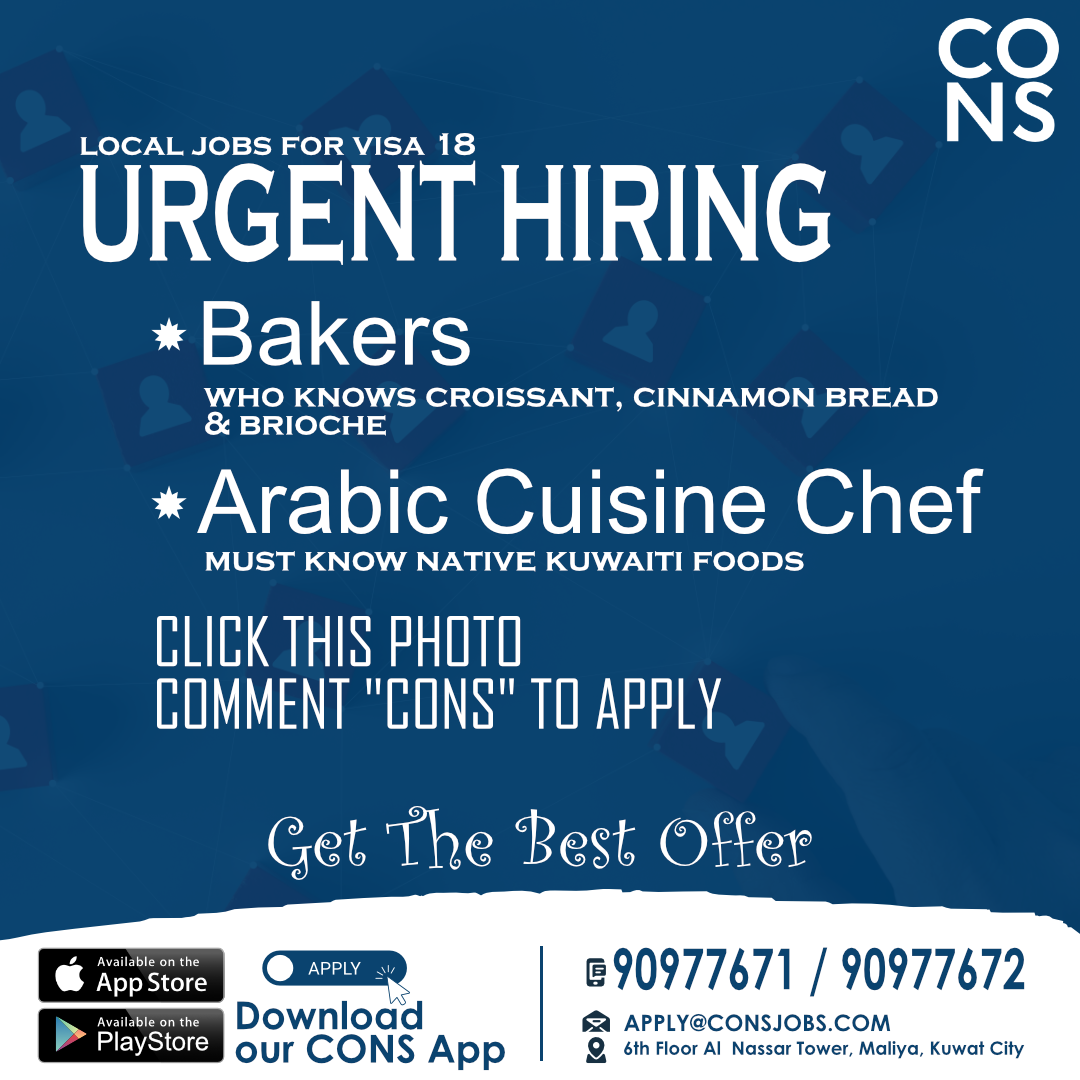 CO
NS
LOCAL JOBS FOR VISA 18
URGENT HIRING
Bakers
WHO KNOWS CROISSANT, CINNAMON BREAD
& BRIOCHE
Arabic Cuisine Chef
MUST KNOW NATIVE KUWAITI FOODS
CLICK THIS PHOTO
COMMENT "CONS" TO APPLY
Get The Best Offer
Available on the
App Store
Available on the
PlayStore
APPLY
Download
our CONS App
90977671 / 90977672
APPLY@CONSJOBS.COM
6th Floor Al Nassar Tower, Maliya, Kuwat City